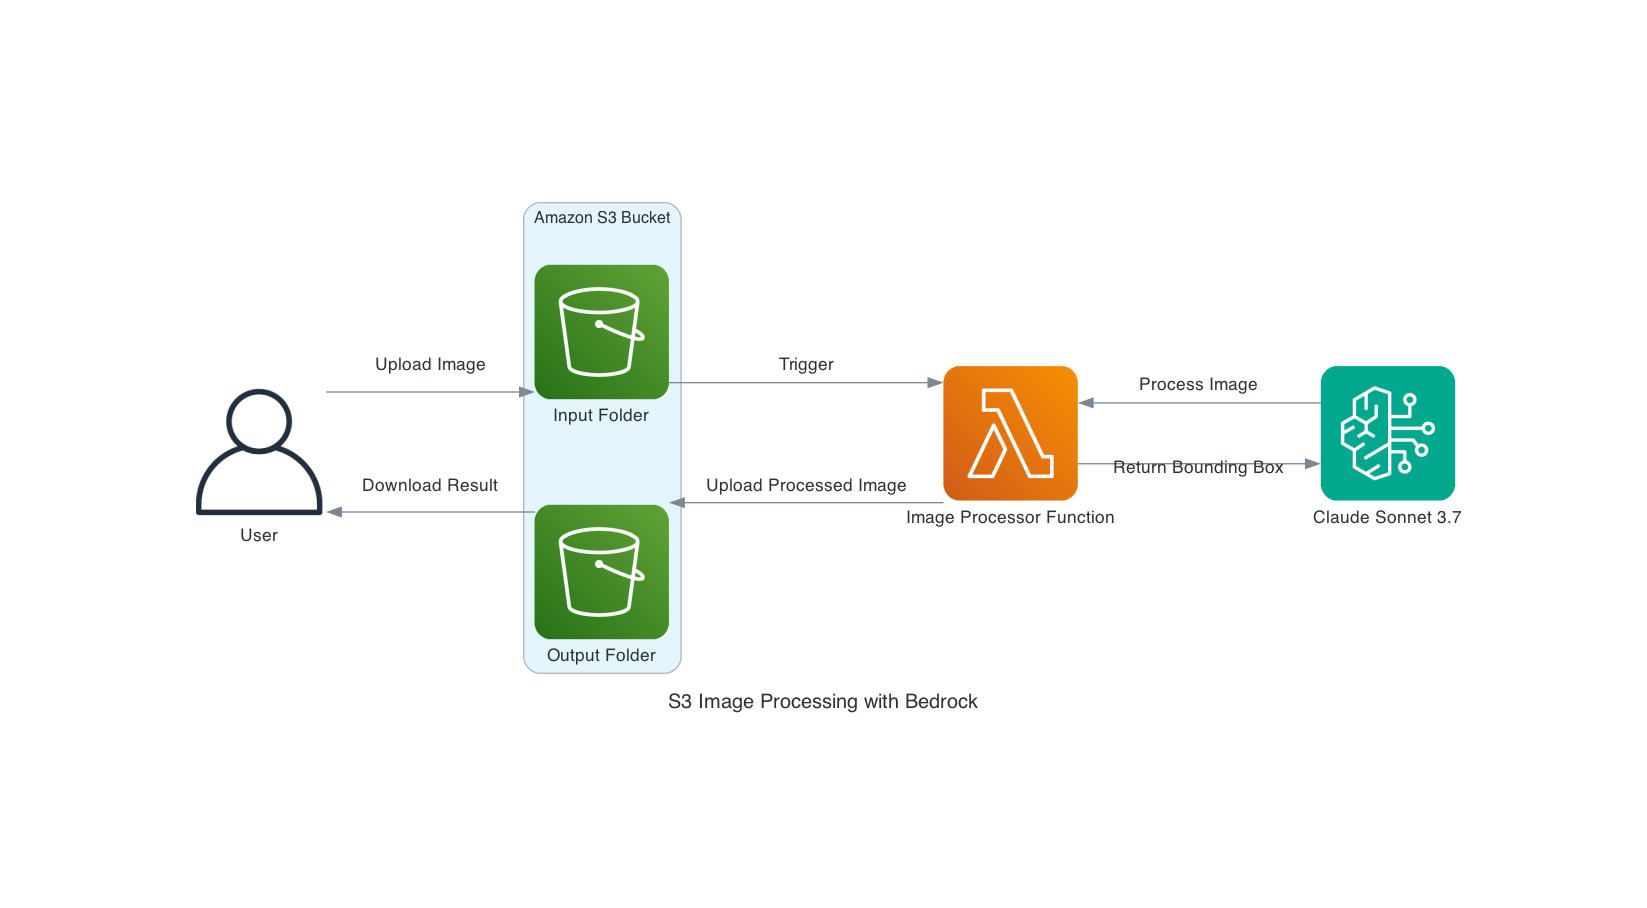 Amazon S3 Bucket
Upload Image
Input Folder
Trigger
Process Image
Return Bounding Box
Download Result
Upload Processed Image
User
Image Processor Function
Claude Sonnet 3.7
Output Folder
S3 Image Processing with Bedrock